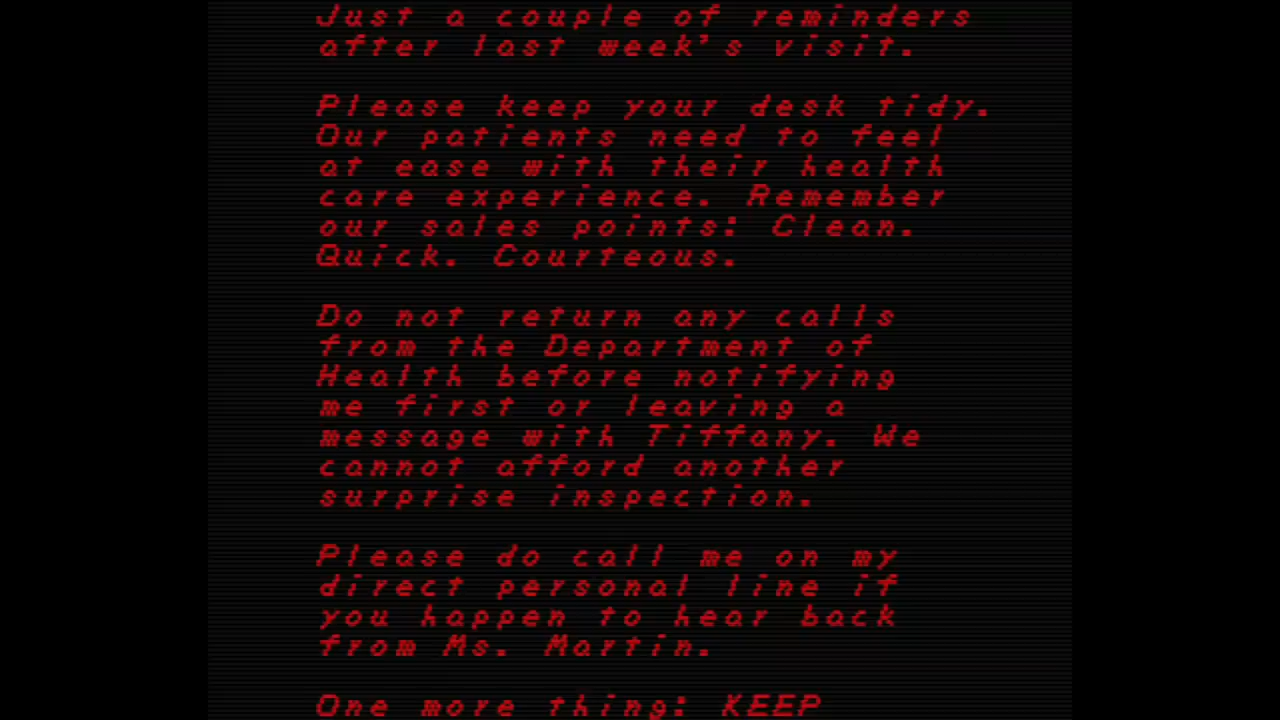 Just a couple of reminders
after last week's visit.
Please keep your desk tidy.
Our patients need to feel
at ease with their health
care experience. Remember
our sales points: Clean.
Quick. Courteous.
Do not return any calls
from the Department of
Health before notifying
me first or leaving a
message with Tiffany. We
cannot afford another
surprise inspection.
Please do call me on my
direct personal line if
you happen to hear back
from Ms. Martin.
One more thing: KEEP